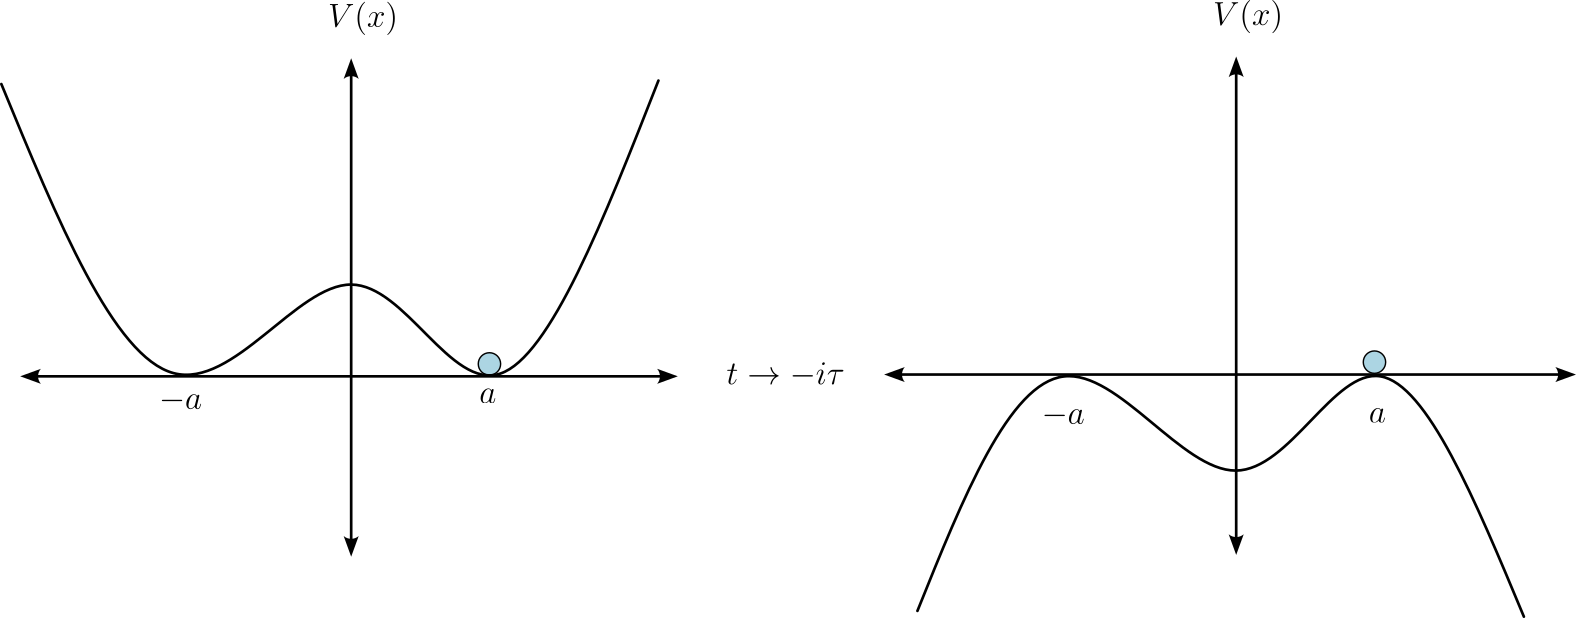 V(x)
−a
a
t → −iτ
V(x)
−a
a